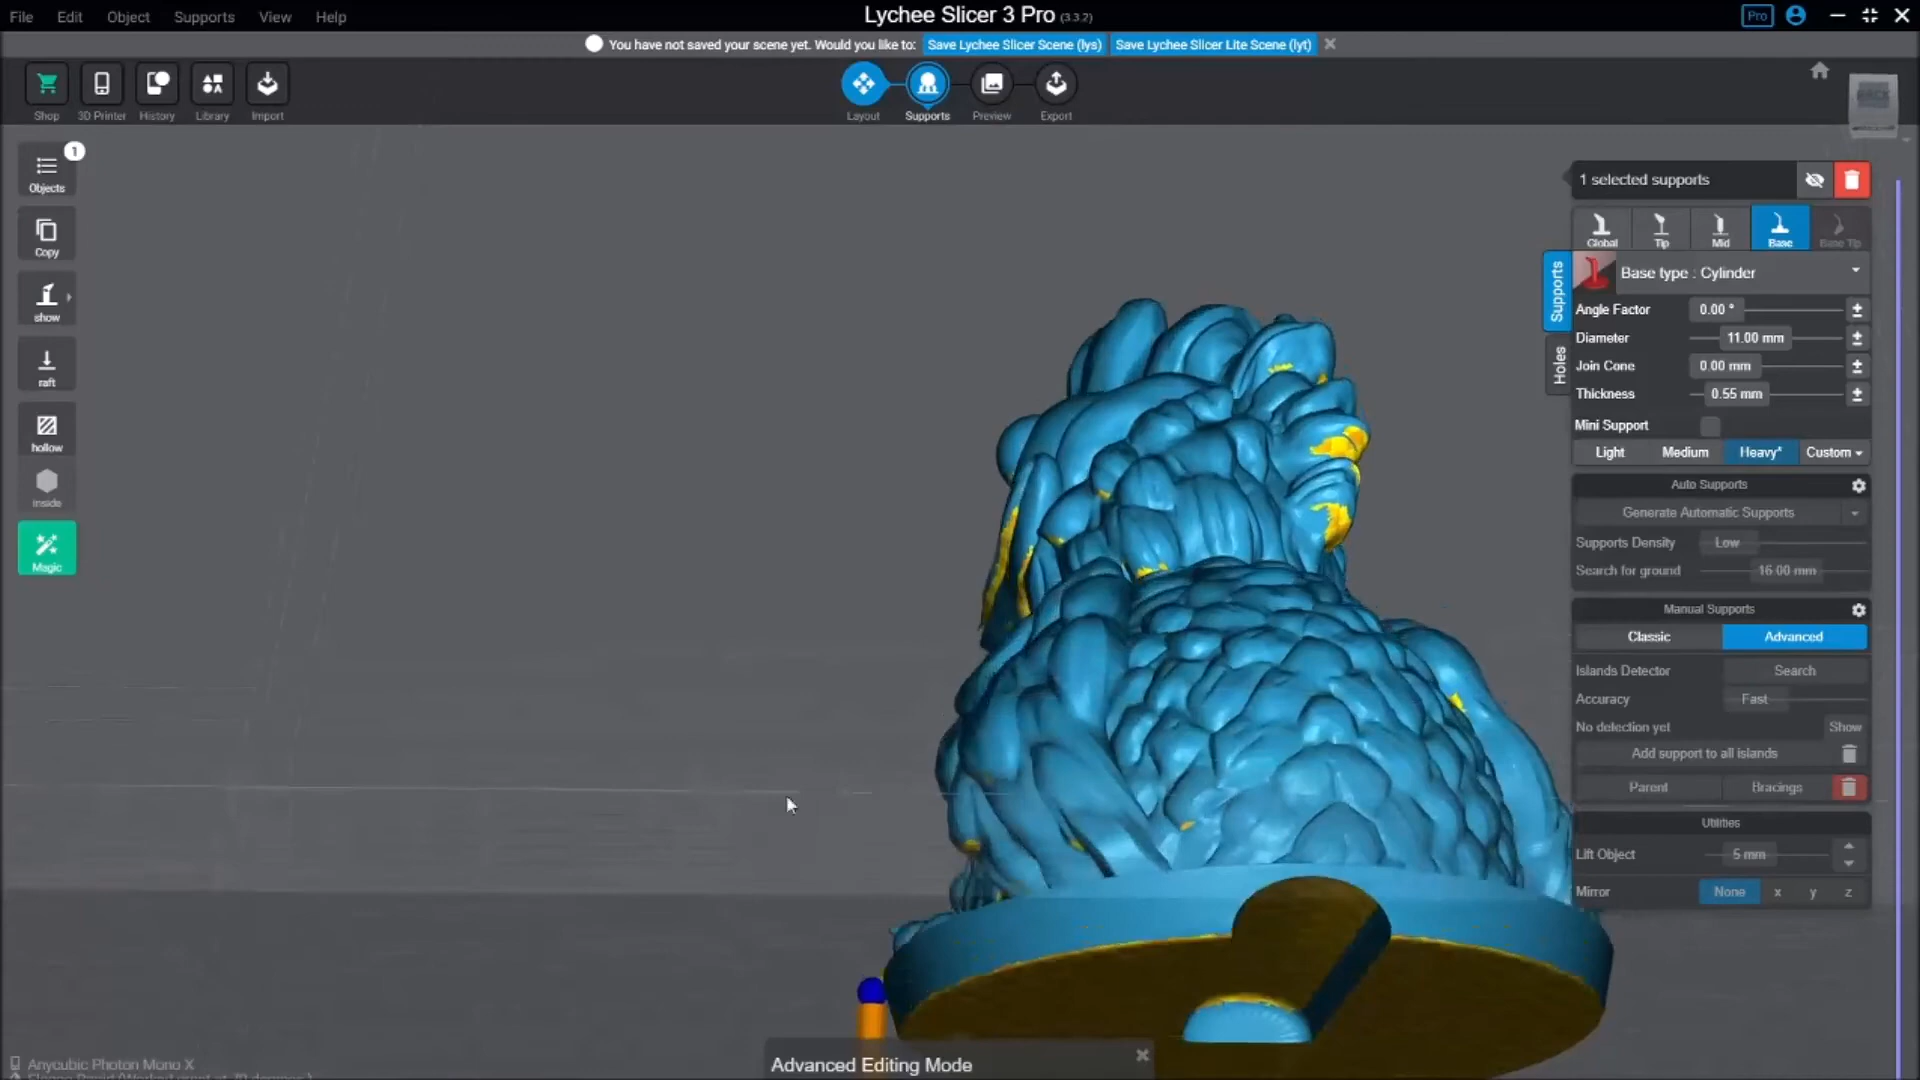 File Edit Object Supports View Help
Lychee Slicer 3 Pro (3.3.2)
Pro
You have not saved your scene yet. Would you like to: Save Lychee Slicer Scene (lys) Save Lychee Slicer Lite Scene (lyt)
Shop 3D Printer History Library Import
Layout Supports Preview Export
BACK
1
Objects
Copy
show
raft
hollow
inside
Magic
1 selected supports
Global Tip Mid Base Base Tip
Supports
Holes
Base type : Cylinder
Angle Factor 0.00 °
Diameter 11.00 mm
Join Cone 0.00 mm
Thickness 0.55 mm
Mini Support
Light Medium Heavy* Custom
Auto Supports
Generate Automatic Supports
Supports Density Low
Search for ground 16.00 mm
Manual Supports
Classic Advanced
Islands Detector Search
Accuracy Fast
No detection yet Show
Add support to all islands
Parent Bracings
Utilities
Lift Object 5 mm
Mirror None x y z
Anycubic Photon Mono X
Advanced Editing Mode